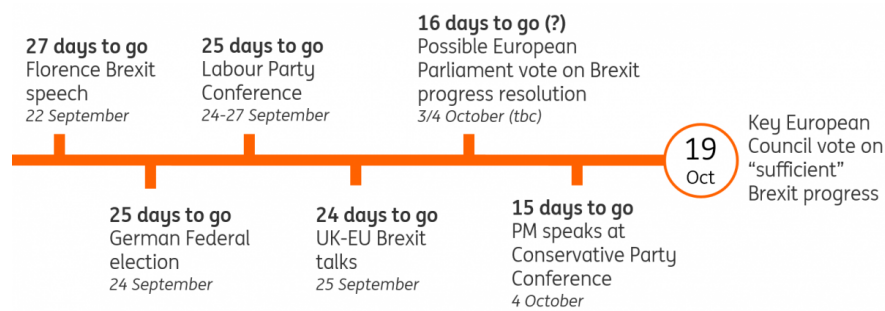 27 days to go
Florence Brexit
speech
22 September
25 days to go
Labour Party
Conference
24-27 September
16 days to go (?)
Possible European
Parliament vote on Brexit
progress resolution
3/4 October (tbc)
19
Oct
Key European
Council vote on
“sufficient”
Brexit progress
25 days to go
German Federal
election
24 September
24 days to go
UK-EU Brexit
talks
25 September
15 days to go
PM speaks at
Conservative Party
Conference
4 October